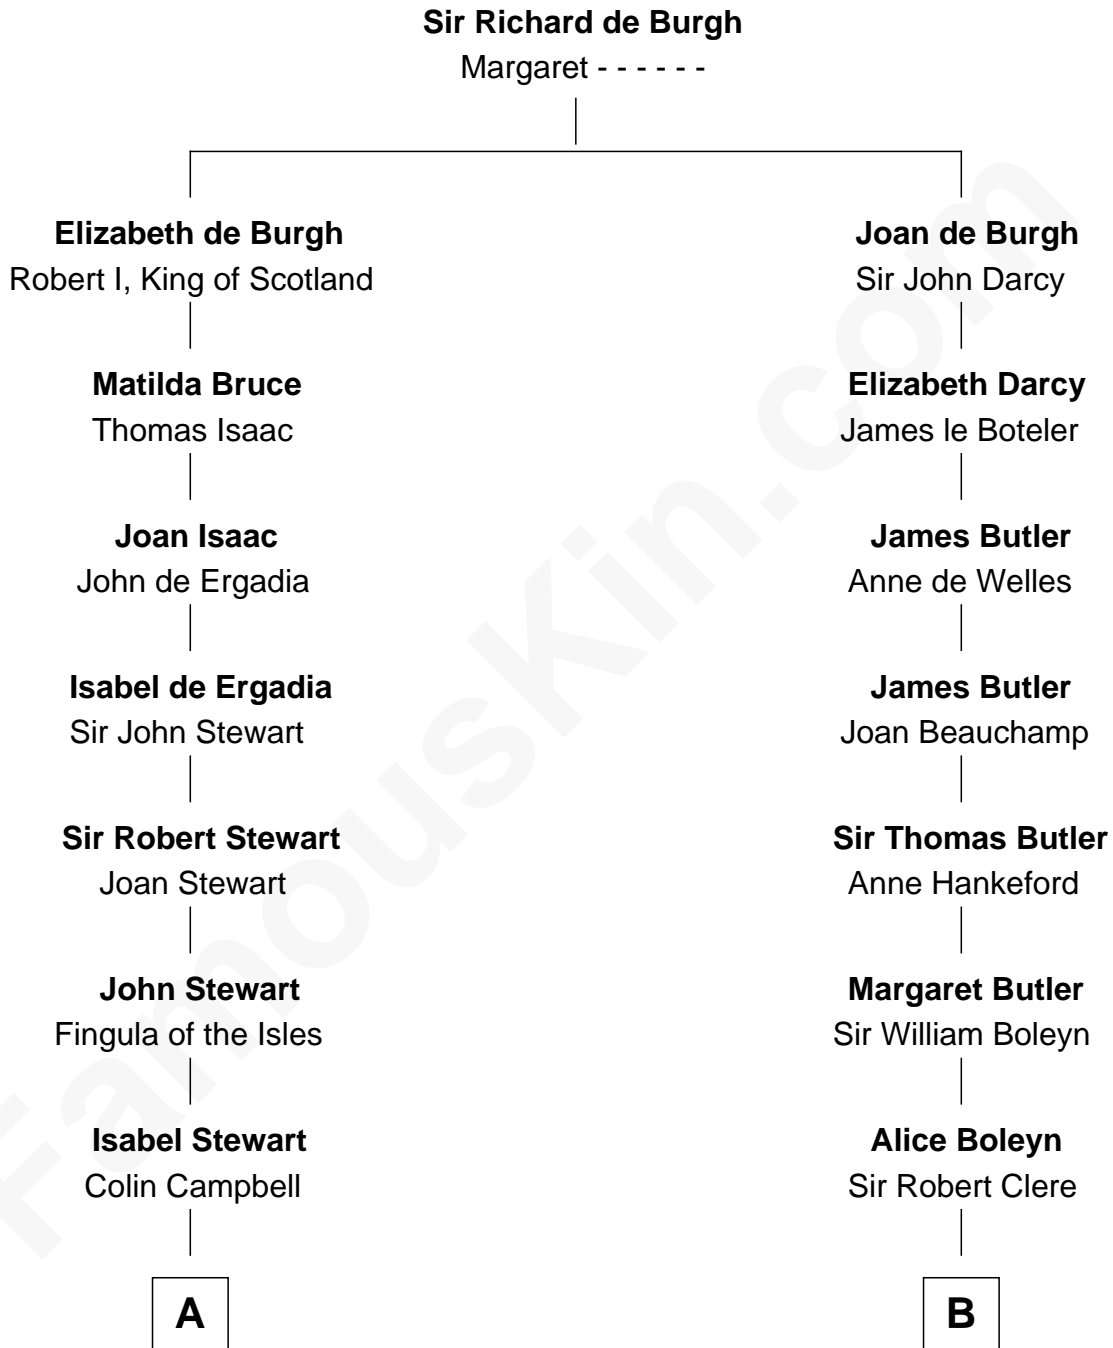 Sir Richard de Burgh
Margaret - - - - - -
Elizabeth de Burgh
Robert I, King of Scotland
Joan de Burgh
Sir John Darcy
Matilda Bruce
Thomas Isaac
Elizabeth Darcy
James le Boteler
Joan Isaac
John de Ergadia
James Butler
Anne de Welles
Isabel de Ergadia
Sir John Stewart
James Butler
Joan Beauchamp
Sir Robert Stewart
Joan Stewart
Sir Thomas Butler
Anne Hankeford
John Stewart
Fingula of the Isles
Margaret Butler
Sir William Boleyn
Isabel Stewart
Colin Campbell
Alice Boleyn
Sir Robert Clere
A
B
FamousKin.com